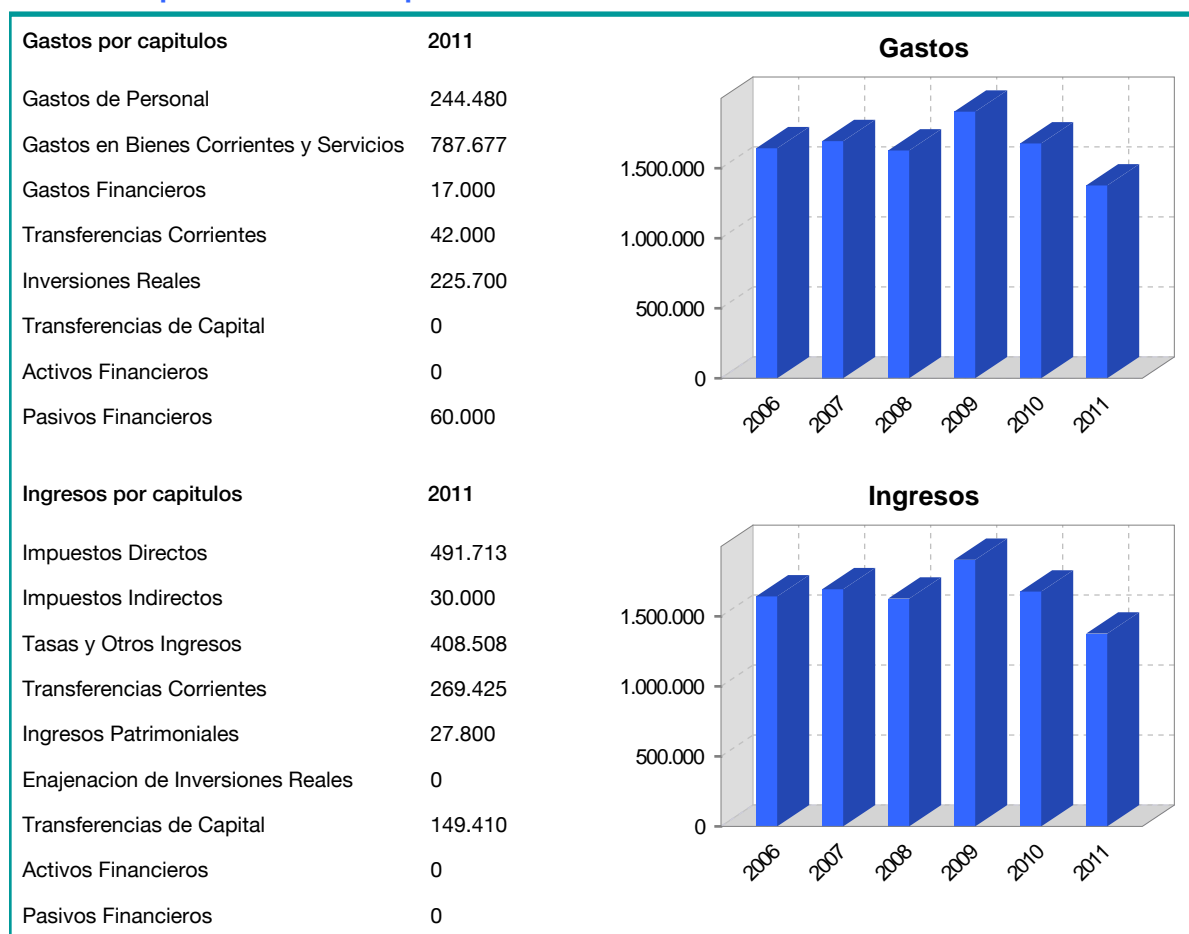 Gastos por capitulos 2011
Gastos de Personal 244.480
Gastos en Bienes Corrientes y Servicios 787.677
Gastos Financieros 17.000
Transferencias Corrientes 42.000
Inversiones Reales 225.700
Transferencias de Capital 0
Activos Financieros 0
Pasivos Financieros 60.000
Gastos
1.500.000
1.000.000
500.000
0
2006 2007 2008 2009 2010 2011
Ingresos por capitulos 2011
Impuestos Directos 491.713
Impuestos Indirectos 30.000
Tasas y Otros Ingresos 408.508
Transferencias Corrientes 269.425
Ingresos Patrimoniales 27.800
Enajenacion de Inversiones Reales 0
Transferencias de Capital 149.410
Activos Financieros 0
Pasivos Financieros 0
Ingresos
1.500.000
1.000.000
500.000
0
2006 2007 2008 2009 2010 2011